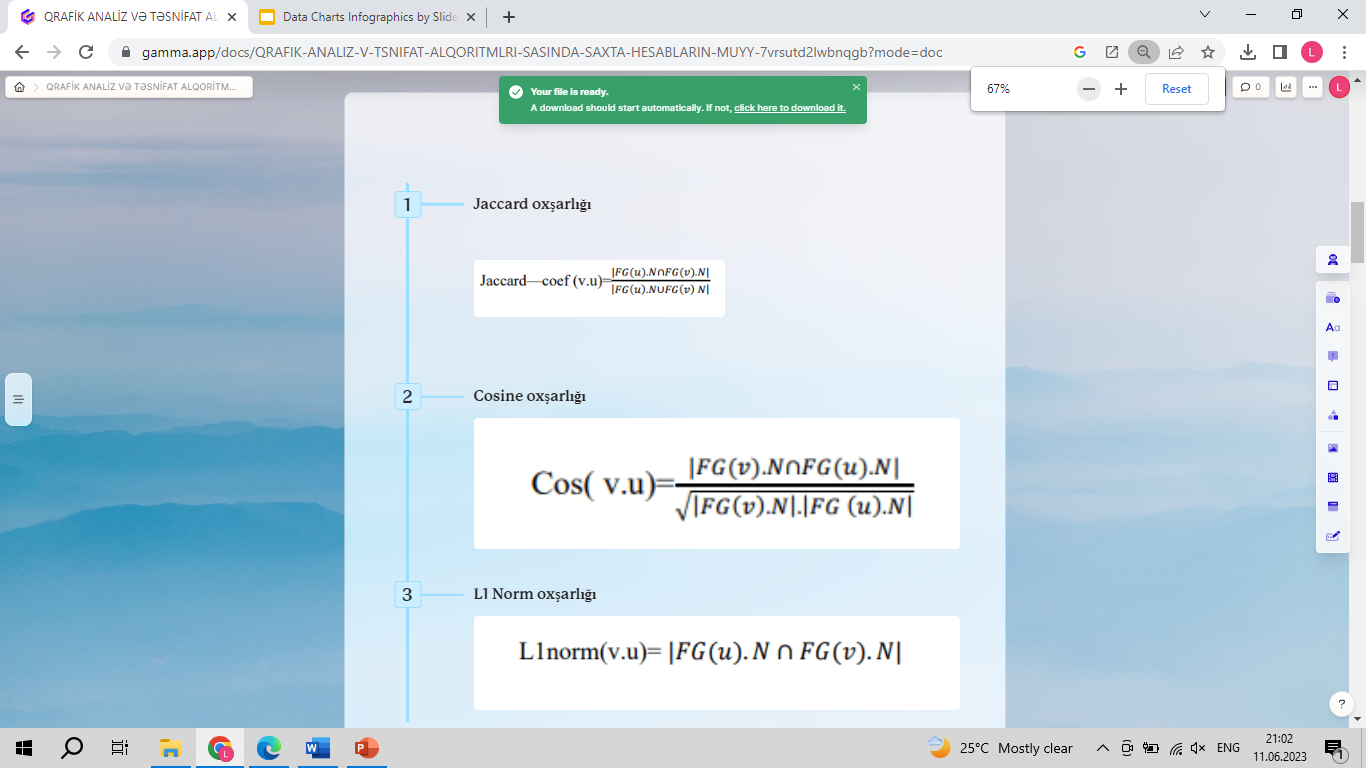 QRAFİK ANALİZ VƏ TƏSNİFAT AL
Data Charts Infographics by Slide
gamma.app/docs/QRAFIK-ANALIZ-V-TSNIFAT-ALQORITMLRI-SASINDA-SAXTA-HESABLARIN-MUYY-7vrsutd2lwbnqgb?mode=doc
L
QRAFİK ANALİZ VƏ TƏSNİFAT ALQORİTM...
Your file is ready.
A download should start automatically. If not, click here to download it.
67%
Reset
0
L
1 Jaccard oxşarlığı
Jaccard—coef (v.u)=|FG(u).N∩FG(v).N|
|FG(u).N∪FG(v) N|
2 Cosine oxşarlığı
Cos( v.u)=|FG(v).N∩FG(u).N|
√|FG(v).N|.|FG (u).N|
3 L1 Norm oxşarlığı
L1norm(v.u)= |FG(u). N ∩ FG(v). N|
Aa
?
L
W
P
25°C Mostly clear
ENG
21:02
11.06.2023
1